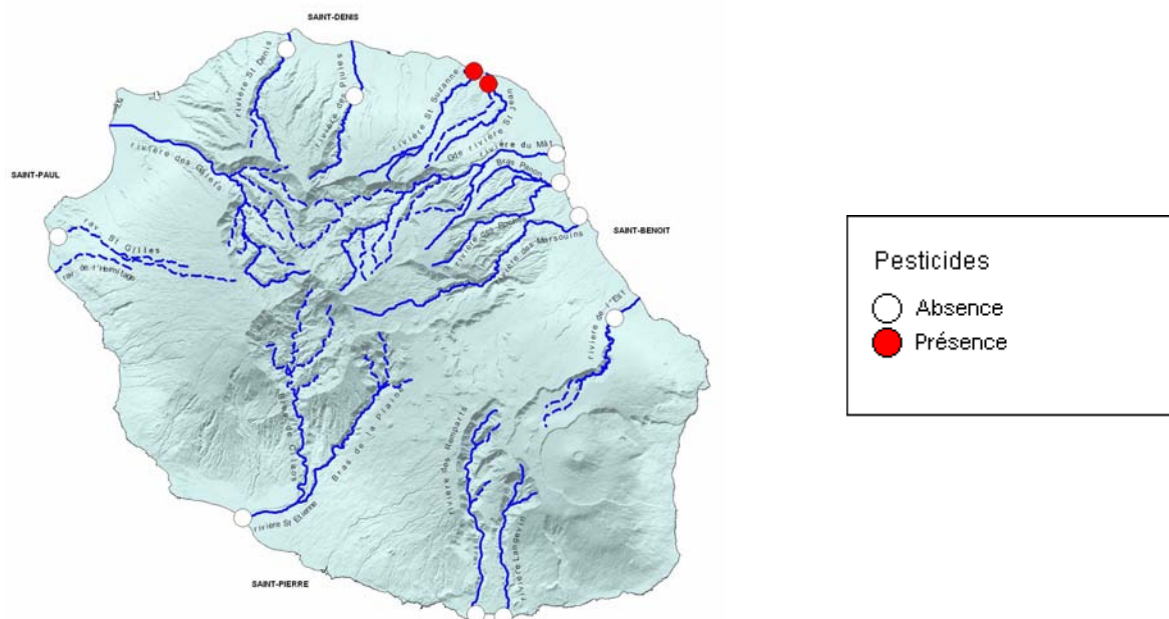 SAINT-DENIS
rivière St Denis
rivière des Pluies
rivière St Suzanne
Gde rivière St Jean
rivière du Mât
Bras Panon
rivière des Galets
SAINT-PAUL
rav. St Gilles
rav. de l'Hermitage
rivière des Roches
rivière des Marsouins
SAINT-BENOIT
rivière de l'Est
Bras de Cilaos
Bras de la Plaine
rivière des Remparts
rivière Langevin
rivière St Etienne
SAINT-PIERRE
Pesticides
Absence
Présence